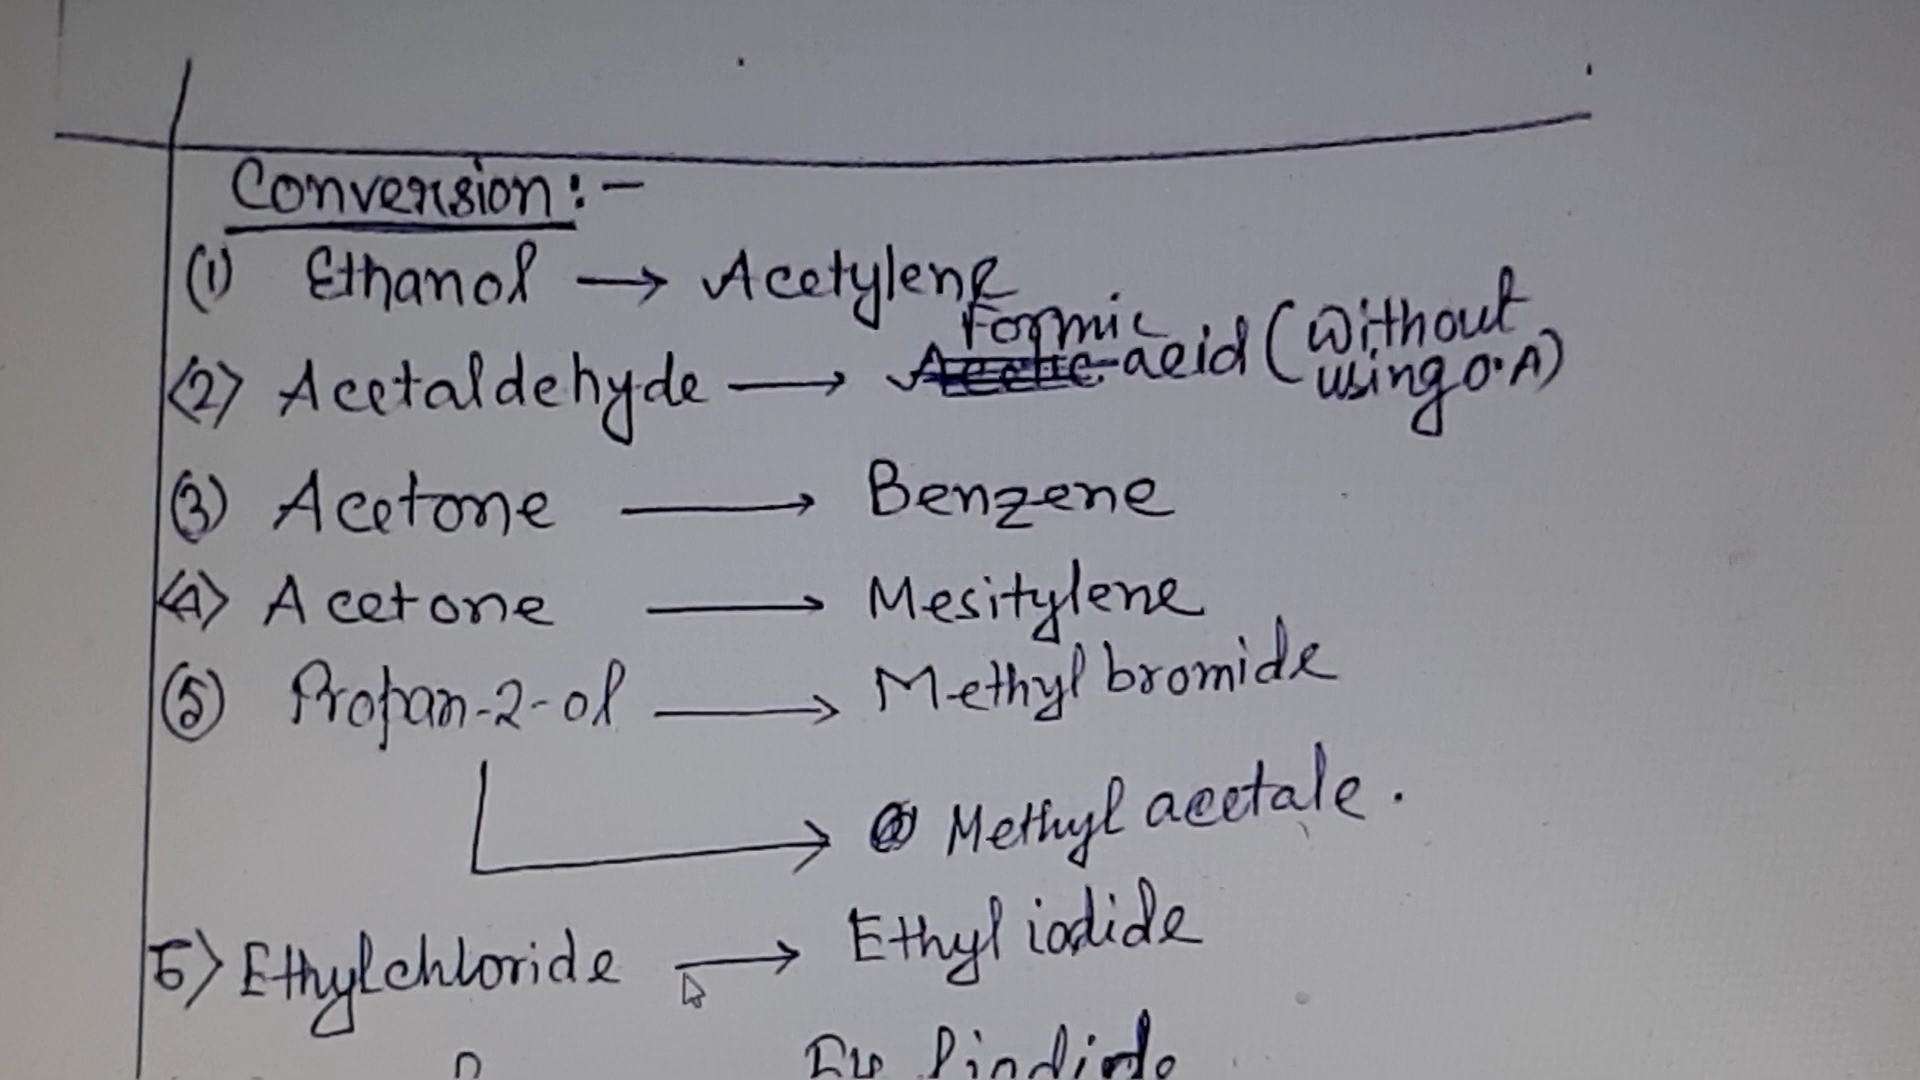 Conversion:-
(1) Ethanol → Acetylene
(2) Acetaldehyde → Formic acid (Without using O.A)
(3) Acetone → Benzene
(4) Acetone → Mesitylene
(5) Propan-2-ol → Methyl bromide
→ Methyl acetate.
5) Ethylchloride → Ethyl iodide